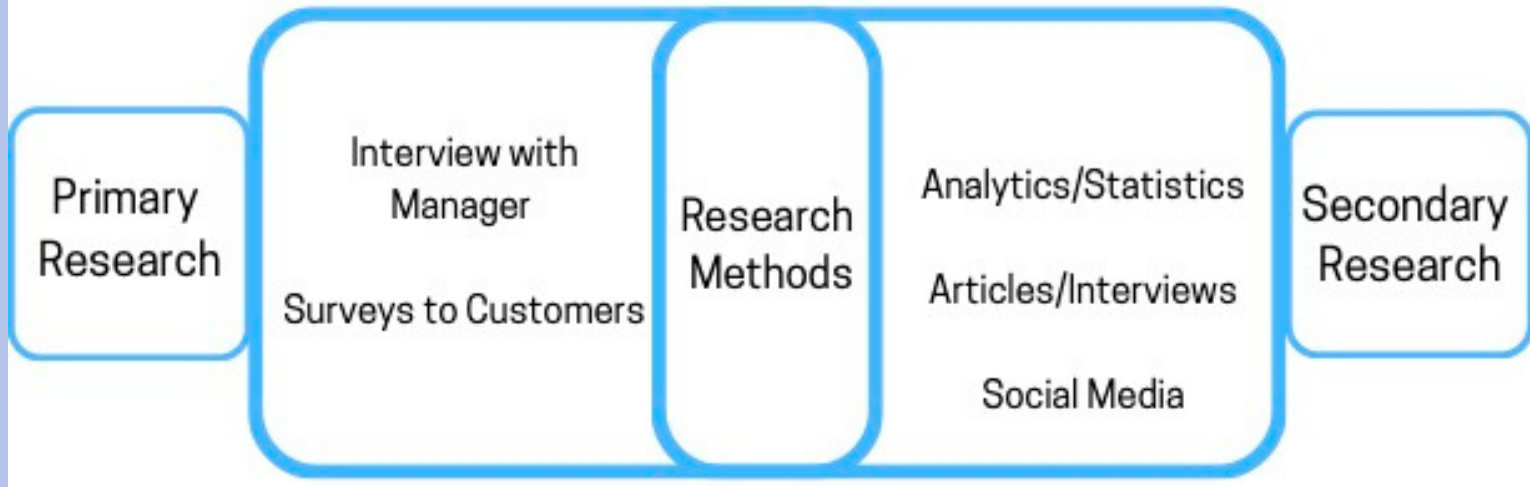 Primary
Research
Interview with
Manager
Surveys to Customers
Research
Methods
Analytics/Statistics
Articles/Interviews
Social Media
Secondary
Research